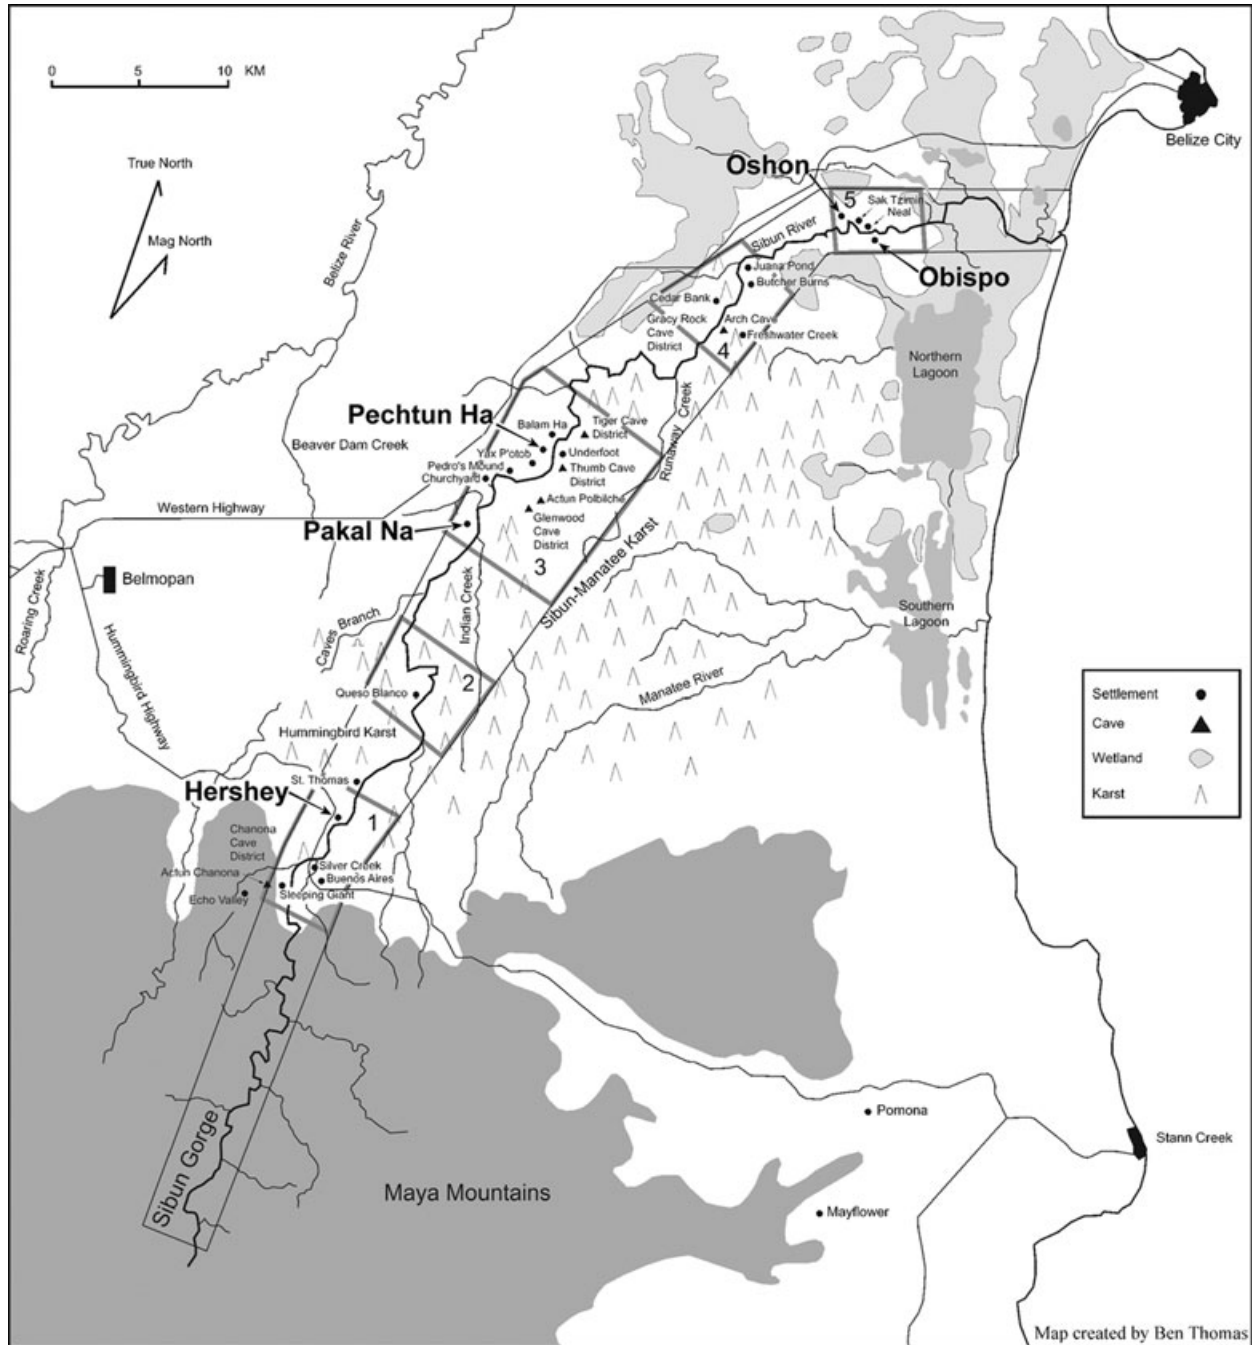 0 5 10 KM
True North
Mag North
Belize River
Belize City
Oshon
5
Sak Tzimin
Neal
Sibun River
Obispo
Juana Pond
Butcher Burns
Cedar Bank
Gracy Rock
Cave
District
Arch Cave
Freshwater Creek
4
Northern
Lagoon
Pechtun Ha
Balam Ha
Tiger Cave
District
Runaway Creek
Beaver Dam Creek
Yax P'otob
Underfoot
Pedro's Mound
Thumb Cave
District
Churchyard
Western Highway
Actun Polbilche
Pakal Na
Glenwood
Cave
District
3
Sibun-Manatee Karst
Belmopan
Roaring Creek
Hummingbird Highway
Caves Branch
Indian Creek
Southern
Lagoon
2
Manatee River
Queso Blanco
Hummingbird Karst
Settlement
Cave
Wetland
Karst
St. Thomas
Hershey
1
Chanona
Cave
District
Silver Creek
Actun Chanona
Buenos Aires
Sleeping Giant
Echo Valley
Sibun Gorge
Maya Mountains
Pomona
Stann Creek
Mayflower
Map created by Ben Thomas